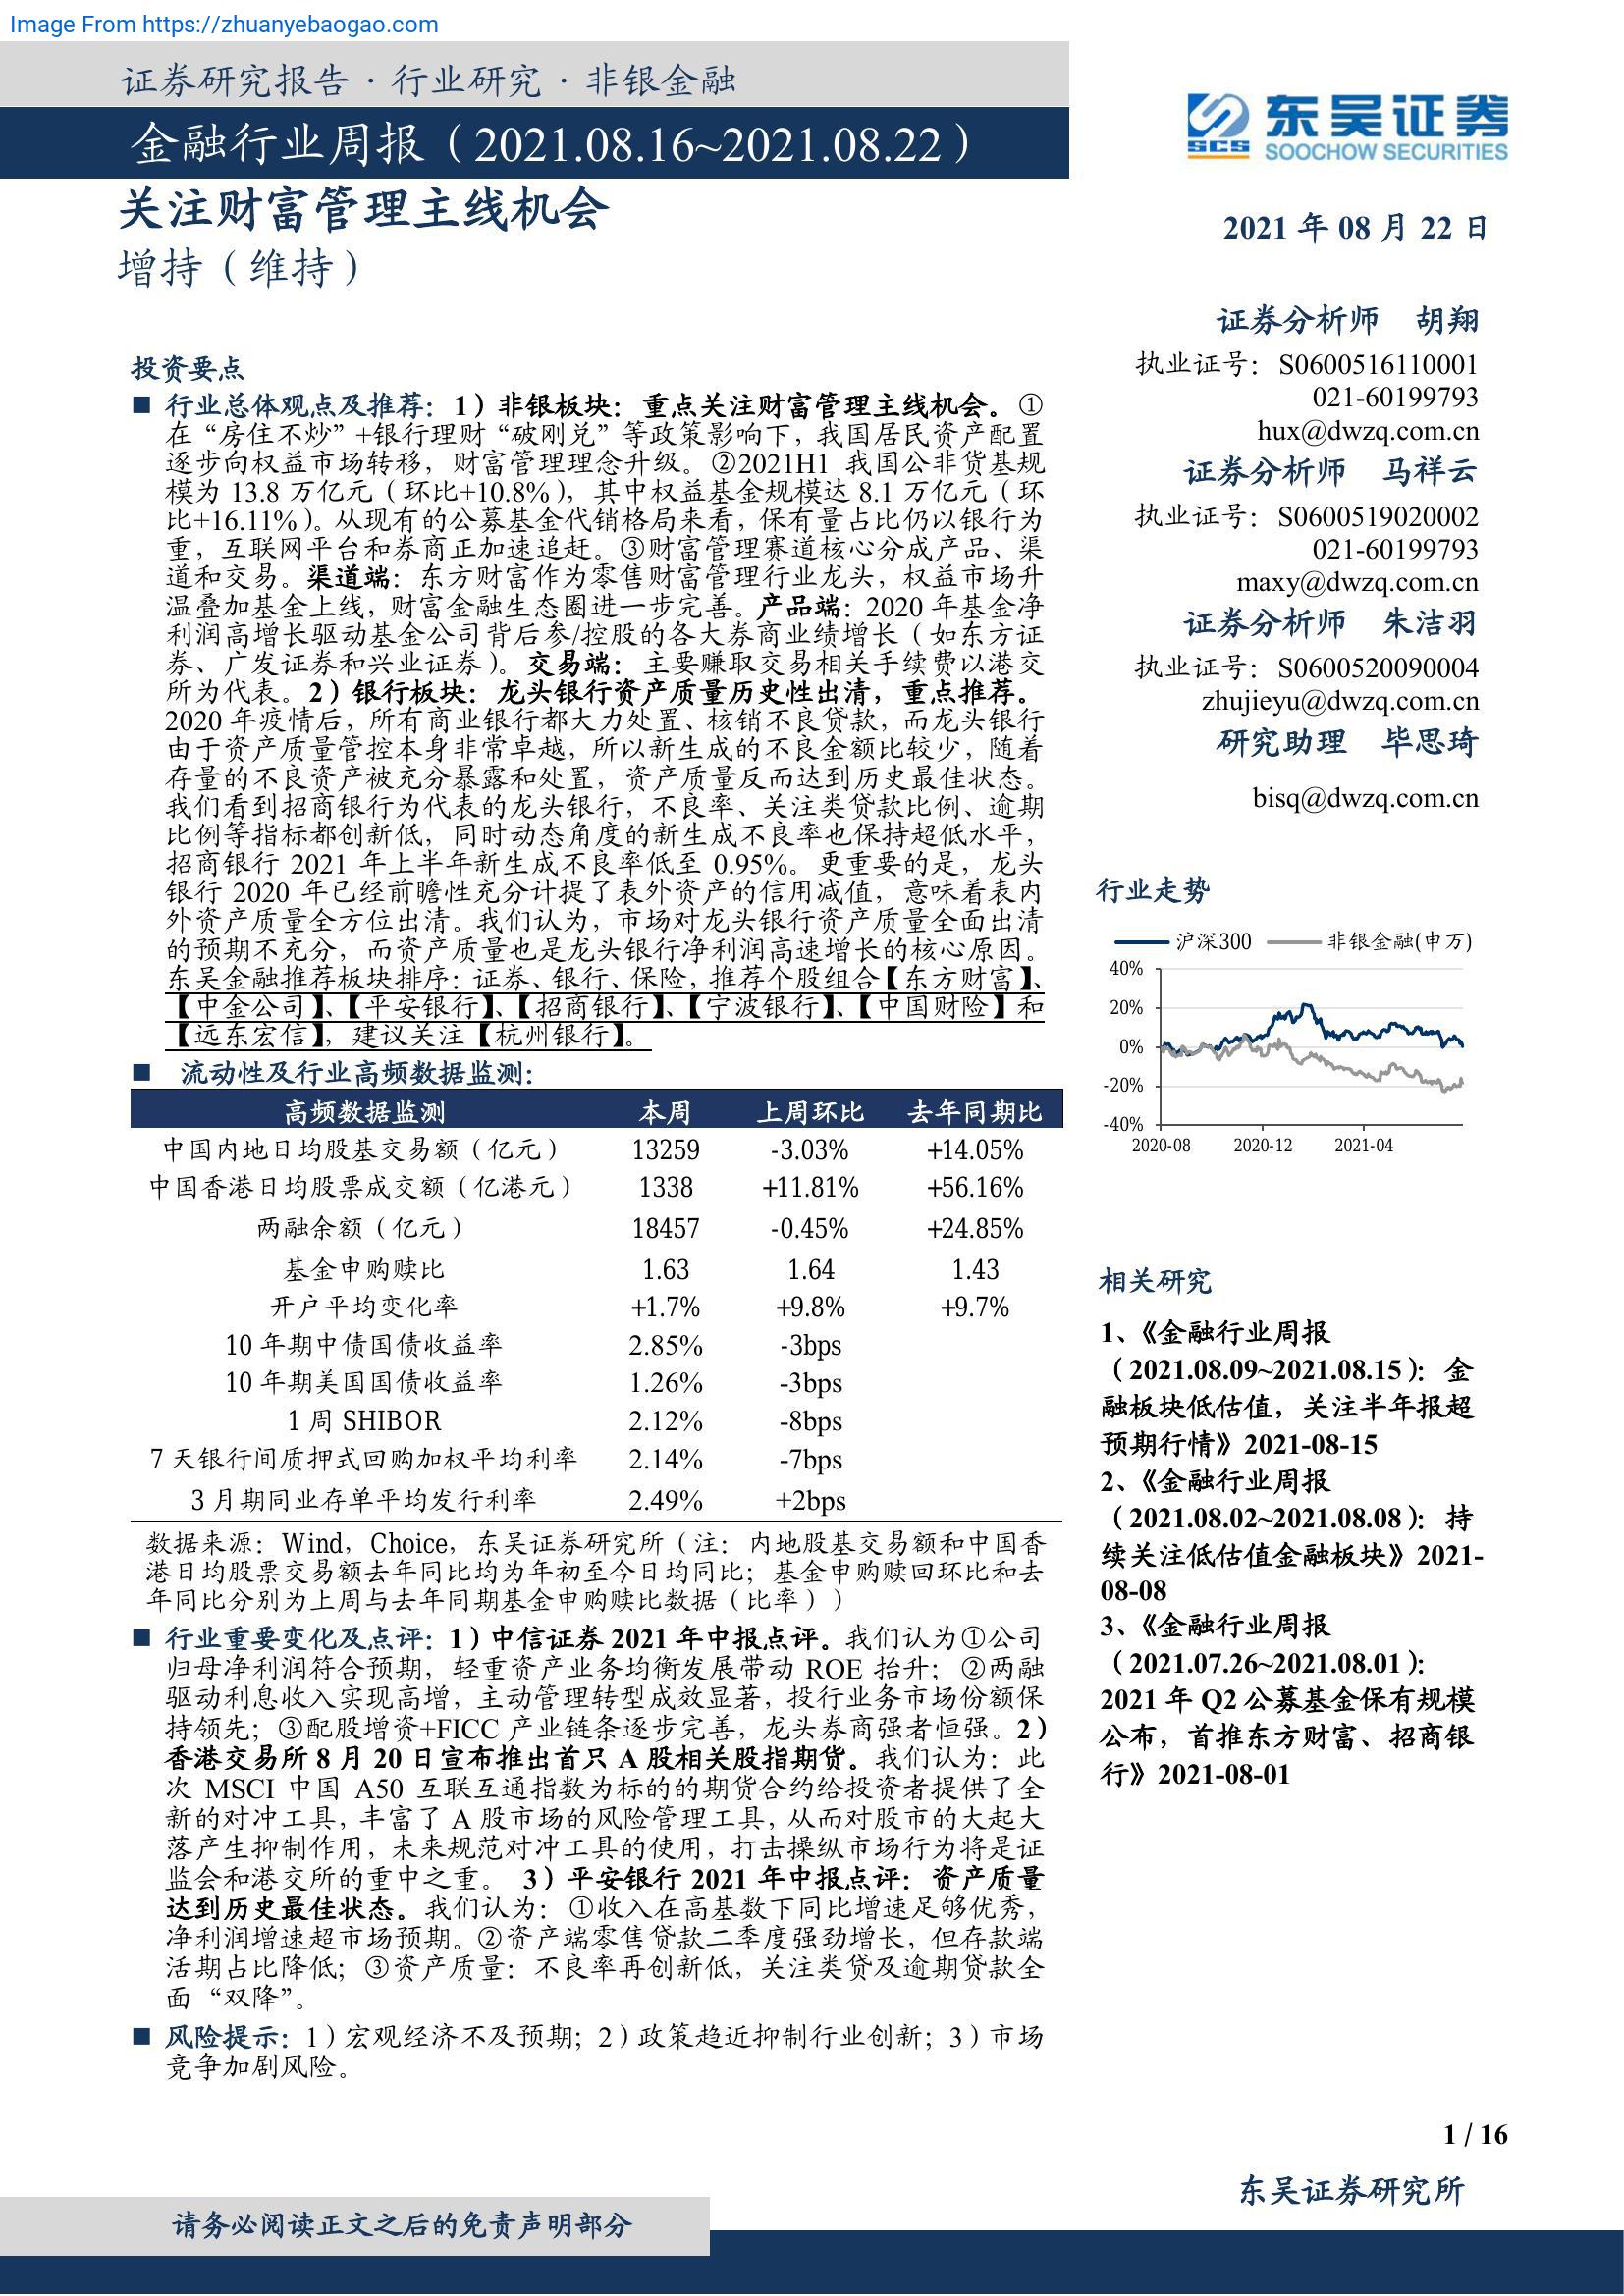 Image From https://zhuanyebaogao.com
证券研究报告·行业研究·非银金融
金融行业周报（2021.08.16~2021.08.22）
关注财富管理主线机会
增持（维持）
东吴证券
SCS SOOCHOW SECURITIES
2021 年 08 月 22 日
证券分析师 胡翔
执业证号：S0600516110001
021-60199793
hux@dwzq.com.cn
证券分析师 马祥云
执业证号：S0600519020002
021-60199793
maxy@dwzq.com.cn
证券分析师 朱洁羽
执业证号：S0600520090004
zhujieyu@dwzq.com.cn
研究助理 毕思琦
bisq@dwzq.com.cn
投资要点
■ 行业总体观点及推荐：1）非银板块：重点关注财富管理主线机会。①
在“房住不炒”+银行理财“破刚兑”等政策影响下，我国居民资产配置
逐步向权益市场转移，财富管理理念升级。②2021H1 我国公非货基规
模为 13.8 万亿元（环比+10.8%），其中权益基金规模达 8.1 万亿元（环
比+16.11%）。从现有的公募基金代销格局来看，保有量占比仍以银行为
重，互联网平台和券商正加速追赶。③财富管理赛道核心分成产品、渠
道和交易。渠道端：东方财富作为零售财富管理行业龙头，权益市场升
温叠加基金上线，财富金融生态圈进一步完善。产品端：2020 年基金净
利润高增长驱动基金公司背后参/控股的各大券商业绩增长（如东方证
券、广发证券和兴业证券）。交易端：主要赚取交易相关手续费以港交
所为代表。2）银行板块：龙头银行资产质量历史性出清，重点推荐。
2020 年疫情后，所有商业银行都大力处置、核销不良贷款，而龙头银行
由于资产质量管控本身非常卓越，所以新生成的不良金额比较少，随着
存量的不良资产被充分暴露和处置，资产质量反而达到历史最佳状态。
我们看到招商银行为代表的龙头银行，不良率、关注类贷款比例、逾期
比例等指标都创新低，同时动态角度的新生成不良率也保持超低水平，
招商银行 2021 年上半年新生成不良率低至 0.95%。更重要的是，龙头
银行 2020 年已经前瞻性充分计提了表外资产的信用减值，意味着表内
外资产质量全方位出清。我们认为，市场对龙头银行资产质量全面出清
的预期不充分，而资产质量也是龙头银行净利润高速增长的核心原因。
东吴金融推荐板块排序：证券、银行、保险，推荐个股组合【东方财富】、
【中金公司】、【平安银行】、【招商银行】、【宁波银行】、【中国财险】和
【远东宏信】，建议关注【杭州银行】。
■ 流动性及行业高频数据监测：
高频数据监测 本周 上周环比 去年同期比
中国内地日均股基交易额（亿元） 13259 -3.03% +14.05%
中国香港日均股票成交额（亿港元） 1338 +11.81% +56.16%
两融余额（亿元） 18457 -0.45% +24.85%
基金申购赎比 1.63 1.64 1.43
开户平均变化率 +1.7% +9.8% +9.7%
10 年期中债国债收益率 2.85% -3bps
10 年期美国国债收益率 1.26% -3bps
1 周 SHIBOR 2.12% -8bps
7 天银行间质押式回购加权平均利率 2.14% -7bps
3 月期同业存单平均发行利率 2.49% +2bps
数据来源：Wind，Choice，东吴证券研究所（注：内地股基交易额和中国香
港日均股票交易额去年同比均为年初至今日均同比；基金申购赎回环比和去
年同比分别为上周与去年同期基金申购赎比数据（比率））
■ 行业重要变化及点评：1）中信证券 2021 年中报点评。我们认为①公司
归母净利润符合预期，轻重资产业务均衡发展带动 ROE 抬升；②两融
驱动利息收入实现高增，主动管理转型成效显著，投行业务市场份额保
持领先；③配股增资+FICC 产业链条逐步完善，龙头券商强者恒强。2）
香港交易所 8 月 20 日宣布推出首只 A 股相关股指期货。我们认为：此
次 MSCI 中国 A50 互联互通指数为标的的期货合约给投资者提供了全
新的对冲工具，丰富了 A 股市场的风险管理工具，从而对股市的大起大
落产生抑制作用，未来规范对冲工具的使用，打击操纵市场行为将是证
监会和港交所的重中之重。 3）平安银行 2021 年中报点评：资产质量
达到历史最佳状态。我们认为：①收入在高基数下同比增速足够优秀，
净利润增速超市场预期。②资产端零售贷款二季度强劲增长，但存款端
活期占比降低；③资产质量：不良率再创新低，关注类贷及逾期贷款全
面“双降”。
■ 风险提示：1）宏观经济不及预期；2）政策趋近抑制行业创新；3）市场
竞争加剧风险。
行业走势
沪深300 非银金融(申万)
40%
20%
0%
-20%
-40%
2020-08 2020-12 2021-04
相关研究
1、《金融行业周报
（2021.08.09~2021.08.15）：金
融板块低估值，关注半年报超
预期行情》2021-08-15
2、《金融行业周报
（2021.08.02~2021.08.08）：持
续关注低估值金融板块》2021-
08-08
3、《金融行业周报
（2021.07.26~2021.08.01）：
2021 年 Q2 公募基金保有规模
公布，首推东方财富、招商银
行》2021-08-01
1 / 16
东吴证券研究所
请务必阅读正文之后的免责声明部分